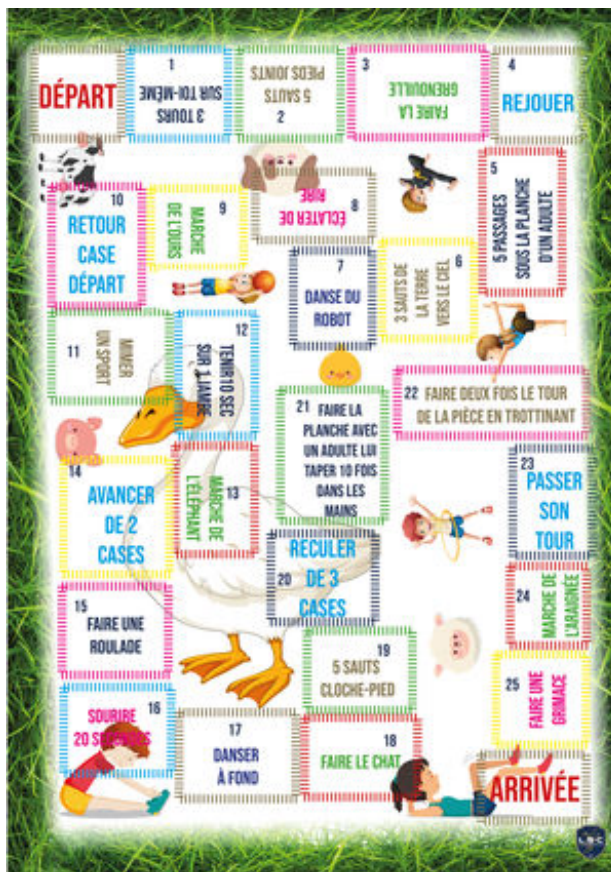 DÉPART
1
3 TOURS
SUR TOI-MÊME
2
5 SAUTS
PIEDS JOINTS
3
FAIRE LA
GRENOUILLE
4
REJOUER
5
5 PASSAGES
SOUS LA PLANCHE
D'UN ADULTE
6
3 SAUTS DE
LA TERRE
VERS LE CIEL
7
DANSE DU
ROBOT
8
ÉCLATER DE
RIRE
9
MARCHE
DE L'OURS
10
RETOUR
CASE
DÉPART
11
MIMER
UN SPORT
12
TENIR 10 SEC
SUR 1 JAMBE
13
MARCHE DE
L'ÉLÉPHANT
14
AVANCER
DE 2
CASES
15
FAIRE UNE
ROULADE
16
SOURIRE
20 SECONDES
17
DANSER
À FOND
18
FAIRE LE CHAT
19
5 SAUTS
CLOCHE-PIED
20
RECULER
DE 3
CASES
21
FAIRE LA
PLANCHE AVEC
UN ADULTE LUI
TAPER 10 FOIS
DANS LES
MAINS
22
FAIRE DEUX FOIS LE TOUR
DE LA PIÈCE EN TROTTINANT
23
PASSER
SON
TOUR
24
MARCHE DE
L'ARAIGNÉE
25
FAIRE UNE
GRIMACE
ARRIVÉE